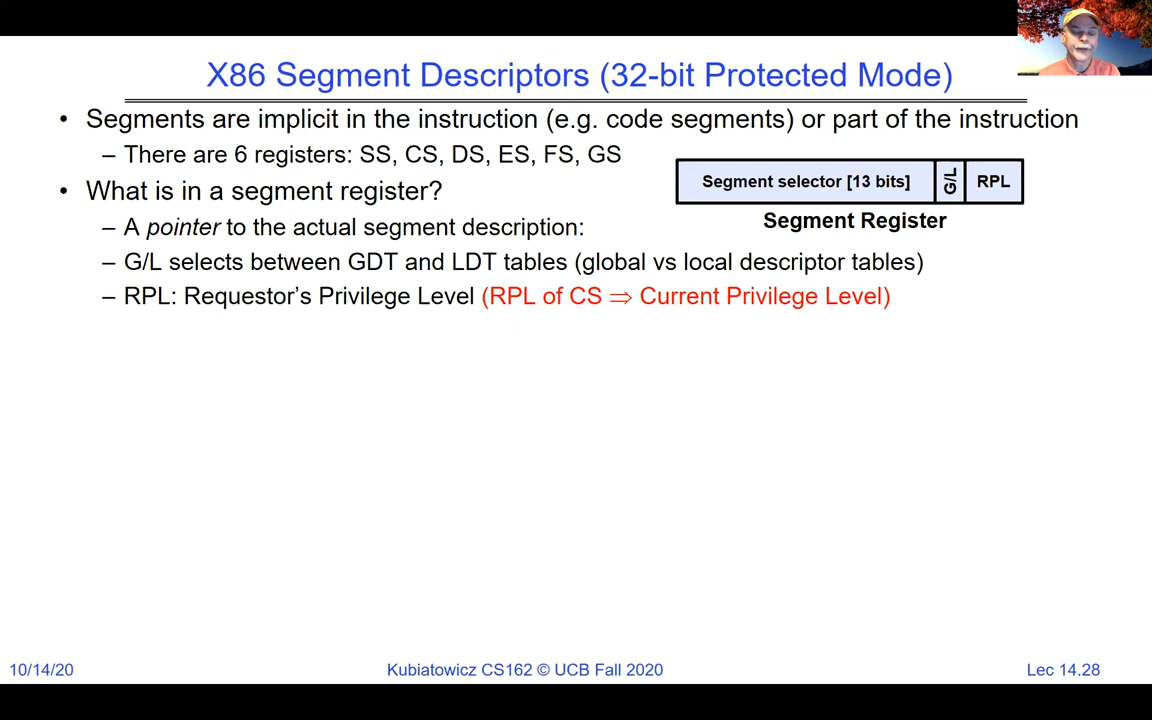 X86 Segment Descriptors (32-bit Protected Mode)
• Segments are implicit in the instruction (e.g. code segments) or part of the instruction
– There are 6 registers: SS, CS, DS, ES, FS, GS
• What is in a segment register?
Segment selector [13 bits] G/L RPL
Segment Register
– A pointer to the actual segment description:
– G/L selects between GDT and LDT tables (global vs local descriptor tables)
– RPL: Requestor’s Privilege Level (RPL of CS ⇒ Current Privilege Level)
10/14/20 Kubiatowicz CS162 © UCB Fall 2020 Lec 14.28